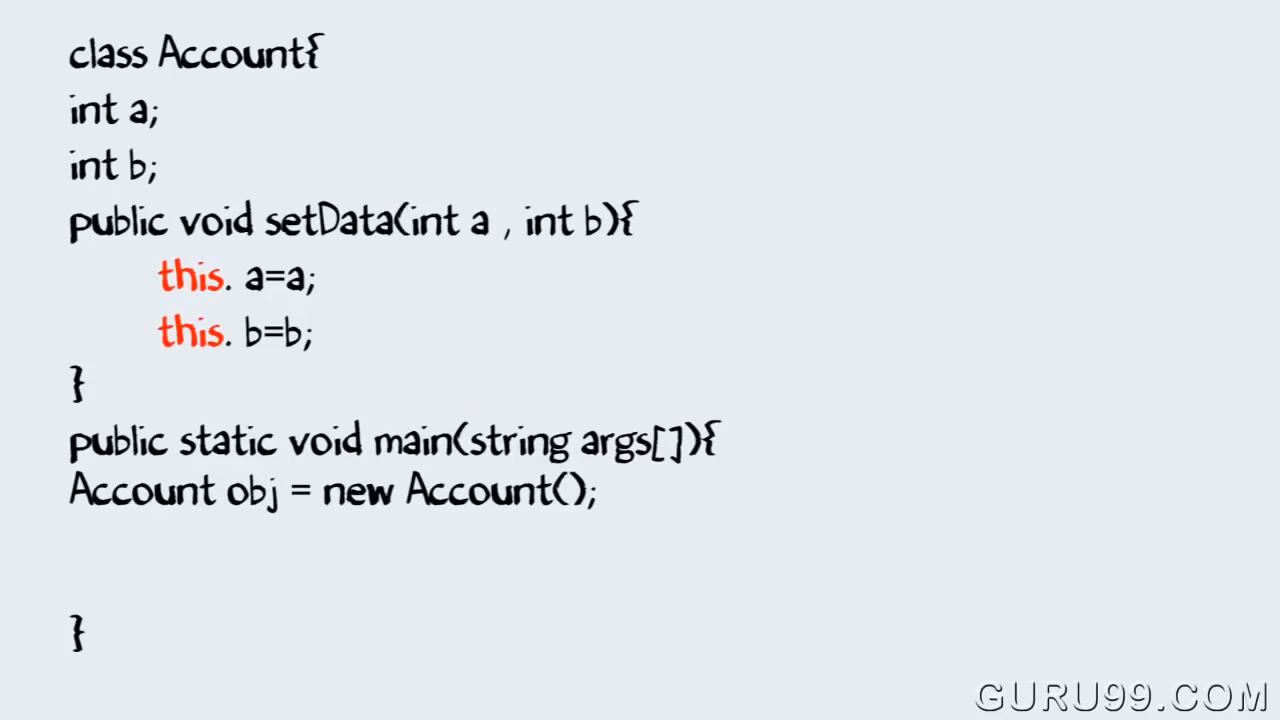 class Account{
int a;
int b;
public void setData(int a , int b){
this. a=a;
this. b=b;
}
public static void main(string args[]){
Account obj = new Account();
}
GURU99.COM